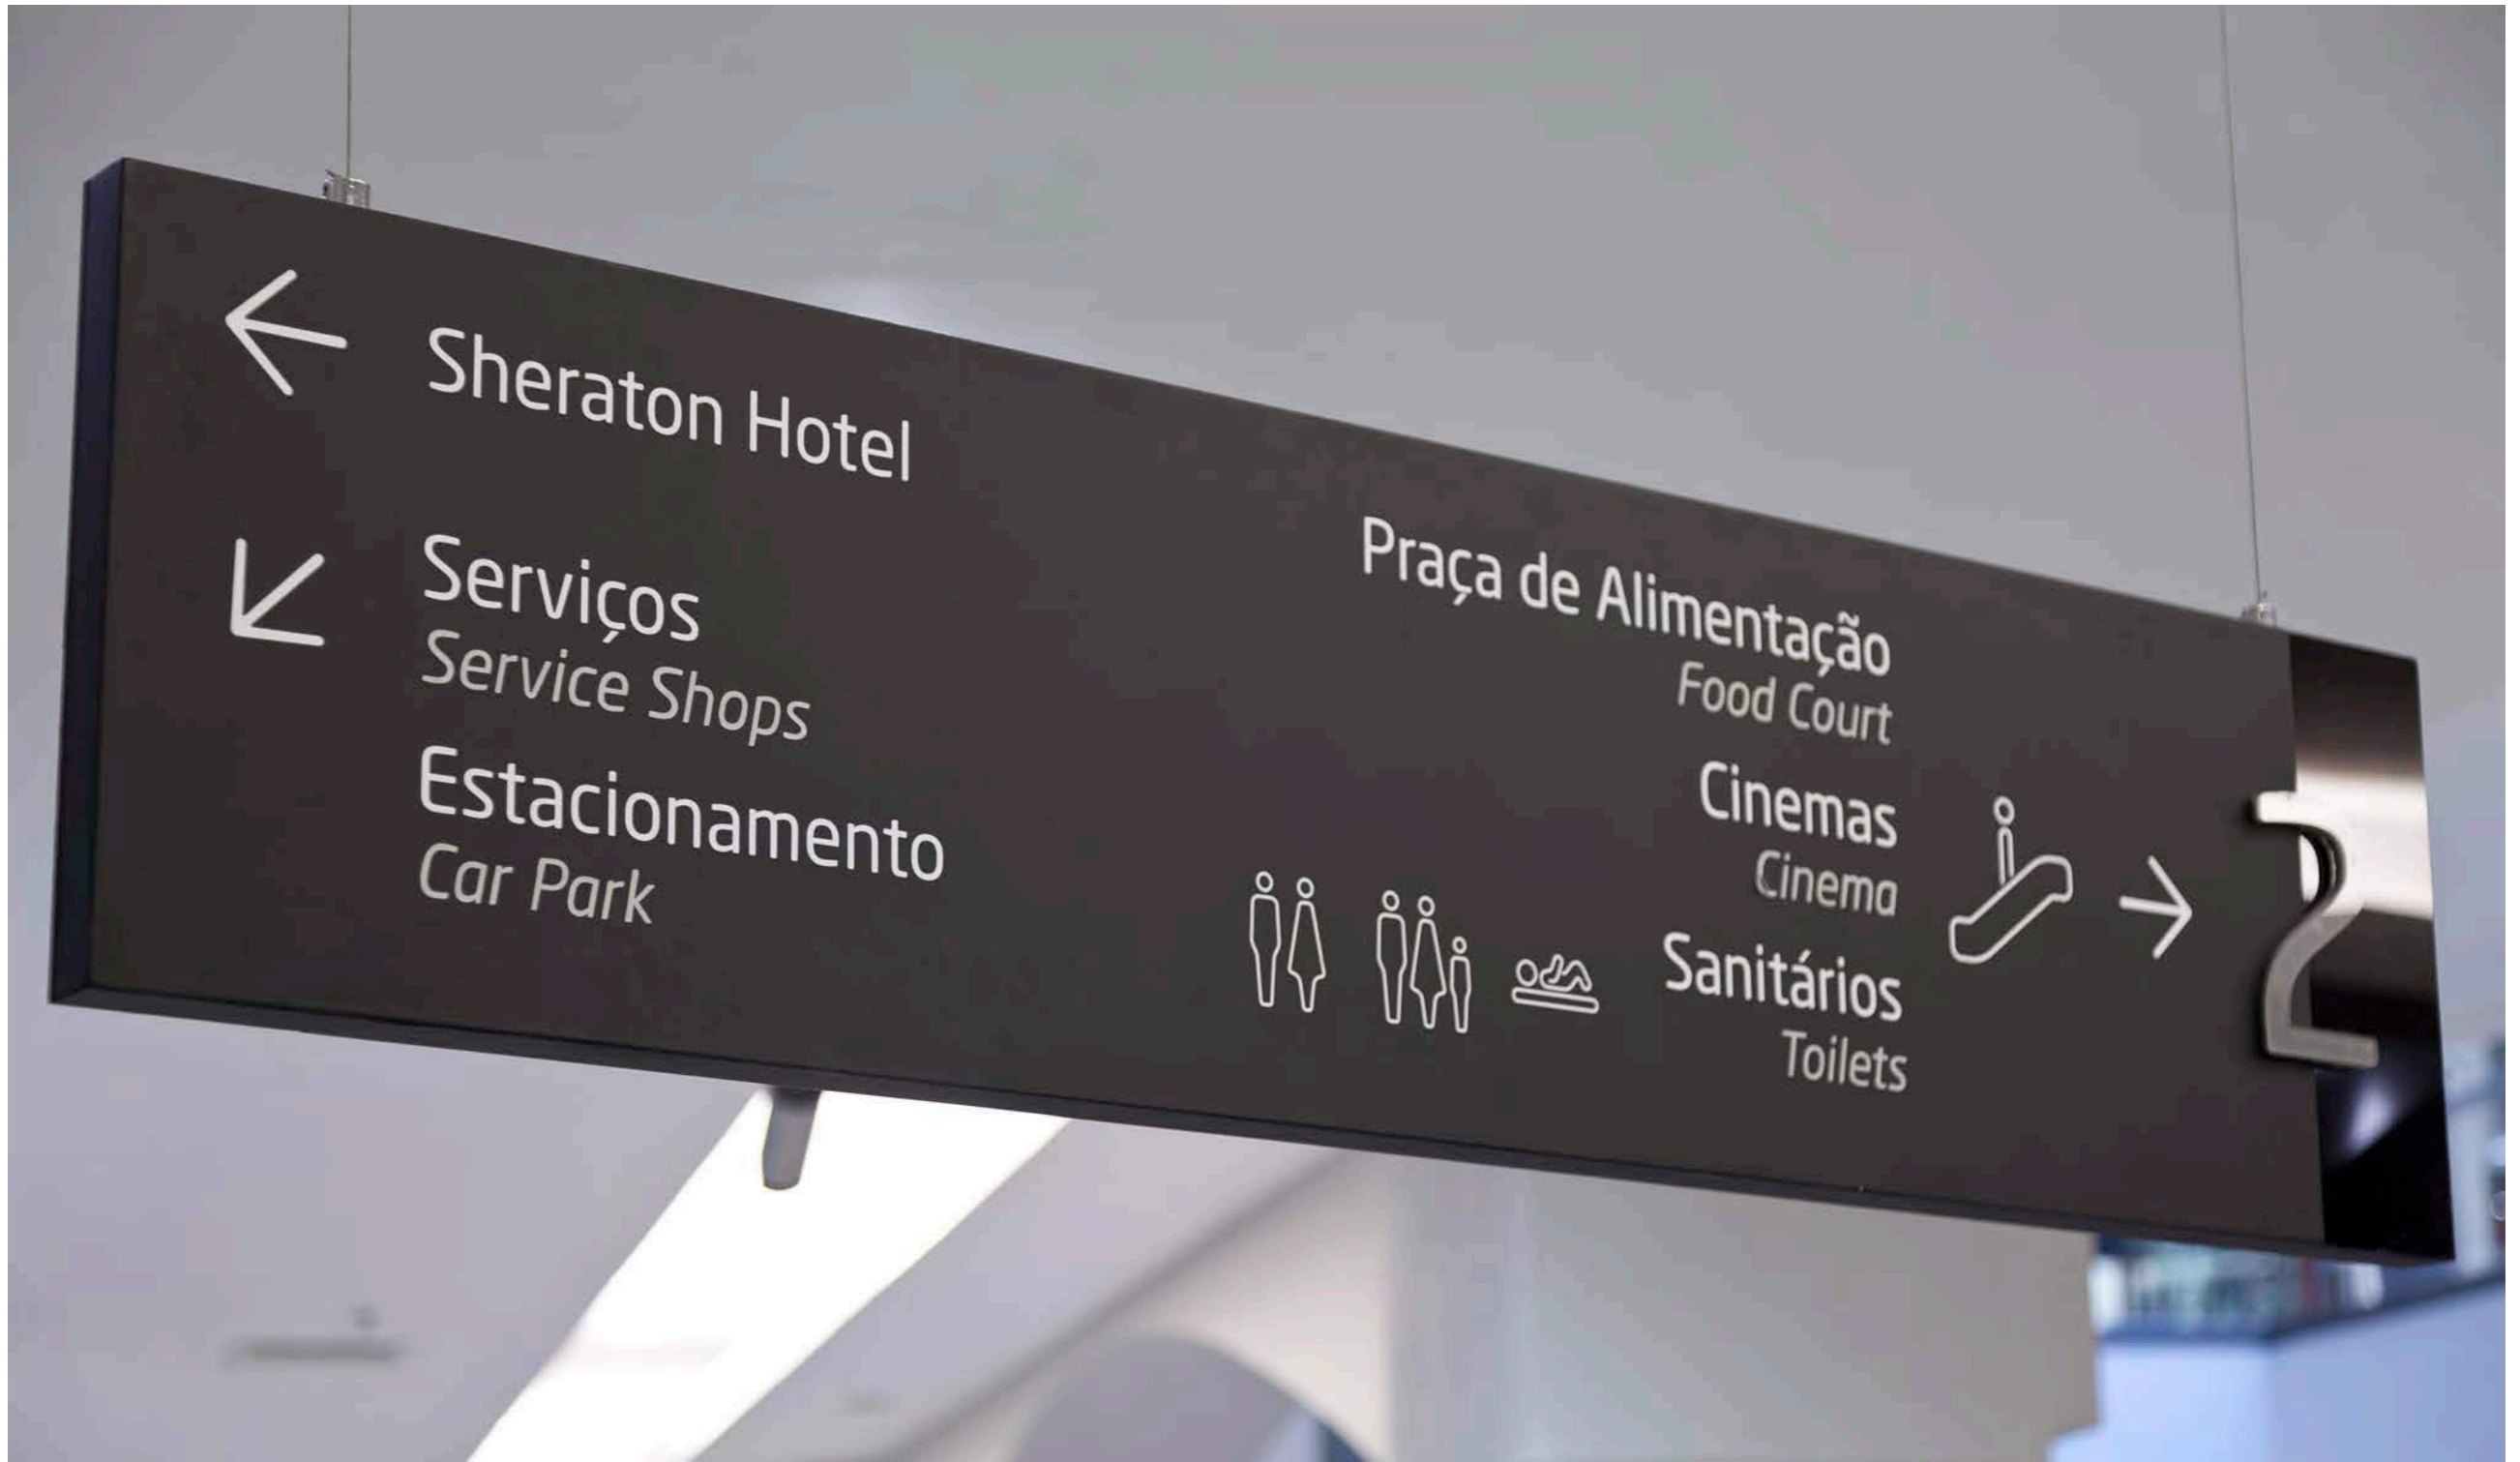 Sheraton Hotel
Serviços
Service Shops
Estacionamento
Car Park
Praça de Alimentação
Food Court
Cinemas
Cinema
Sanitários
Toilets
2